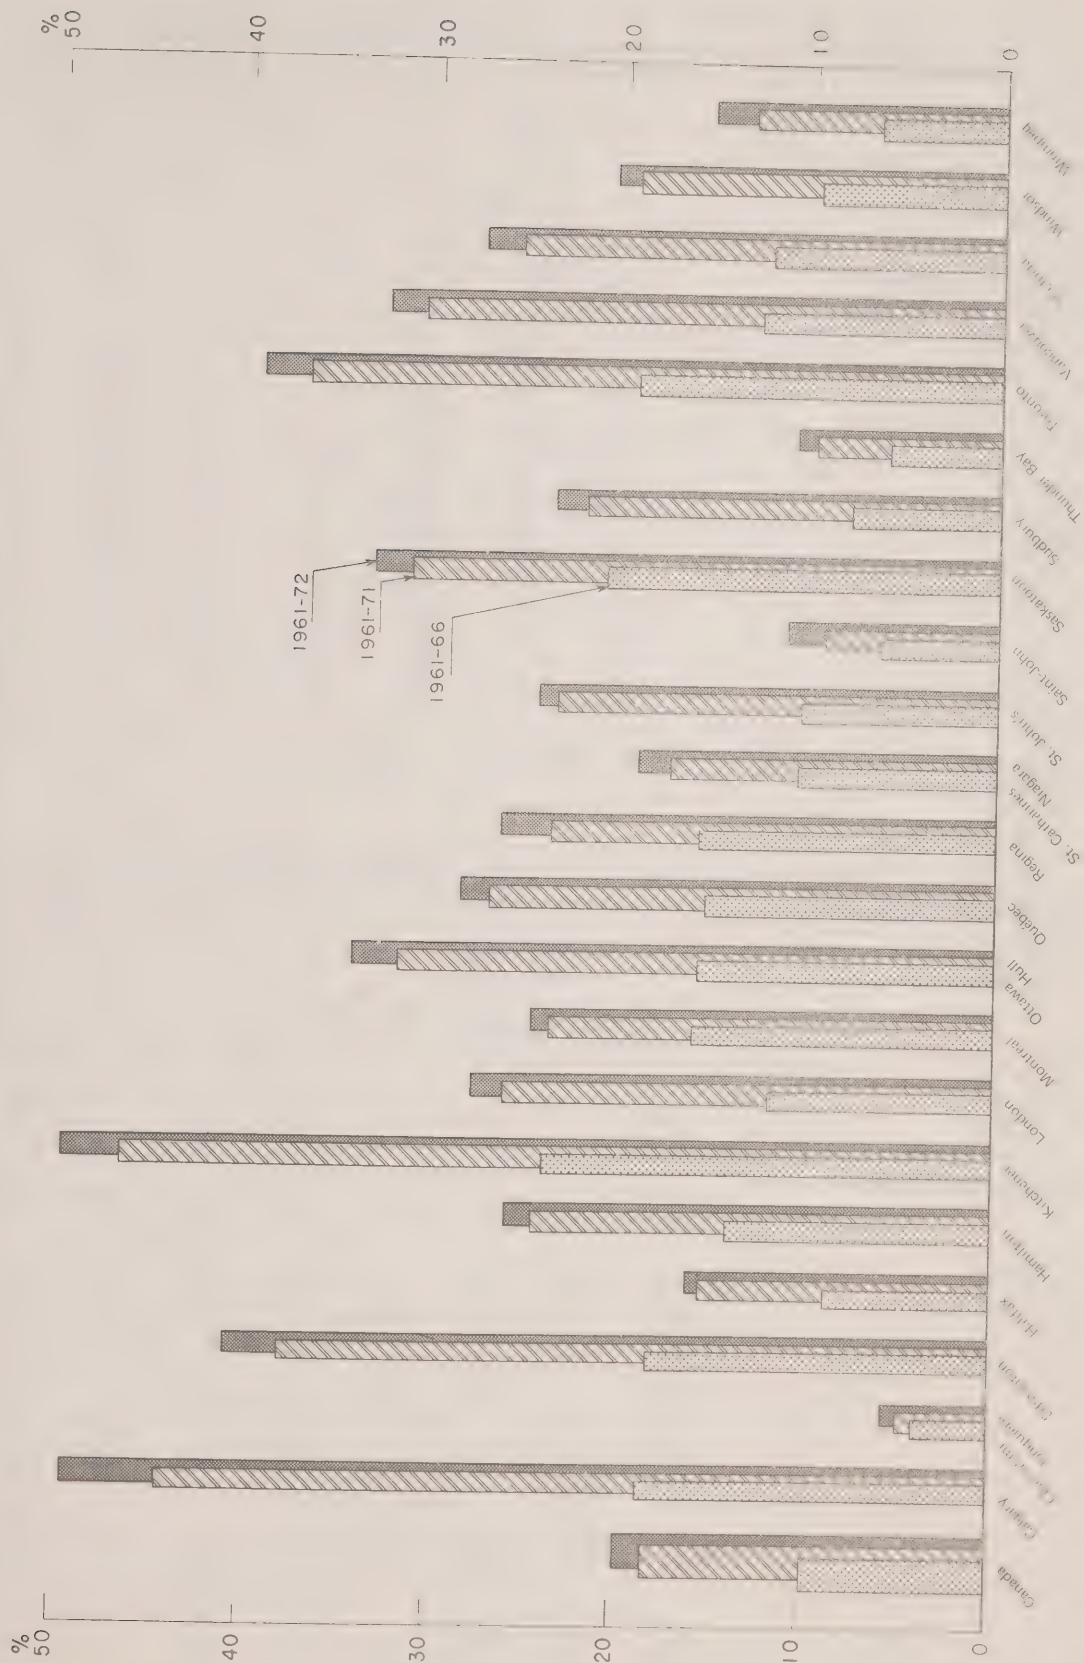 %
50
40
30
20
10
0
Canada
Calgary
Halifax
Hamilton
Kitchener
London
Montreal
Ottawa
Hull
Québec
Regina
St. Catharines
Niagara
St. John's
Saint-John
Saskatoon
Sudbury
Thunder Bay
Toronto
Vancouver
Windsor
Winnipeg
1961-72
1961-71
1961-66
%
50
40
30
20
10
0